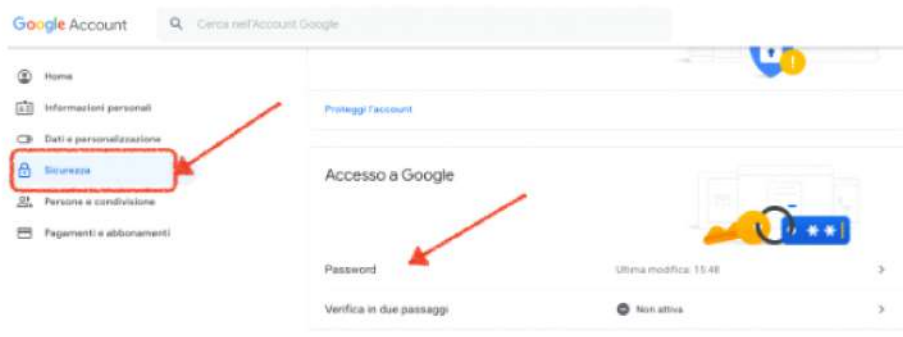 Google Account
Cerca nell'Account Google
Home
Informazioni personali
Dati e personalizzazione
Sicurezza
Persone e condivisione
Pagamenti e abbonamenti
Proteggi l'account
Accesso a Google
**
Password
Ultima modifica: 15:48
Verifica in due passaggi
Non attiva